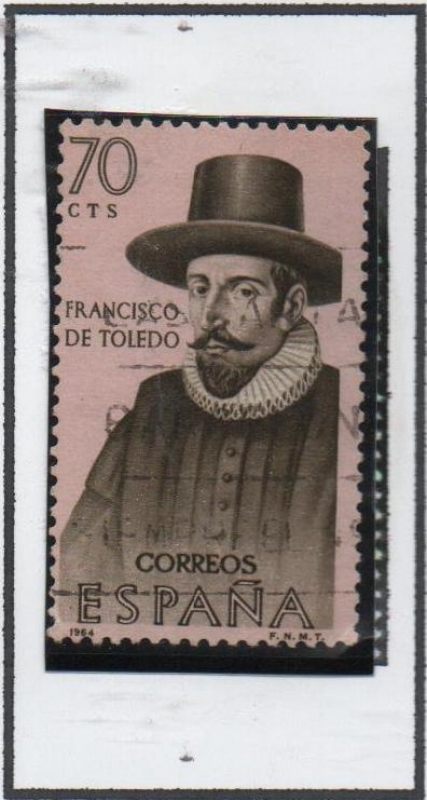 70
CTS
FRANCISCO
DE TOLEDO
CORREOS
ESPAÑA
1964 F. N. M. T.